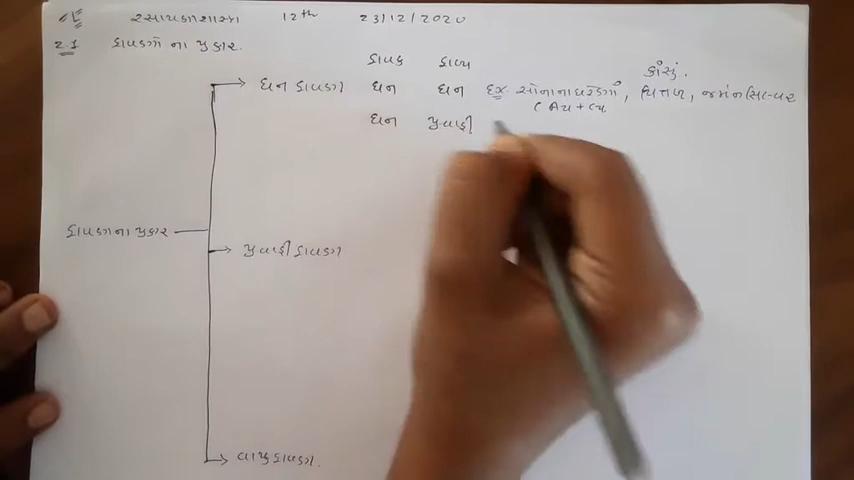 રસાયણશાસ્ત્ર 12th 23/12/2020
2.1 દ્રાવણો ના પ્રકાર.
દ્રાવક દ્રાવ્ય
કાંસું.
ઘન દ્રાવણો ઘન ઘન દા.ત. સોનાના ઘરેણાં, પિત્તળ, જર્મન સિલ્વર
( Au + Cu
ઘન પ્રવાહી
દ્રાવણના પ્રકાર
પ્રવાહી દ્રાવણો
વાયુ દ્રાવણો.